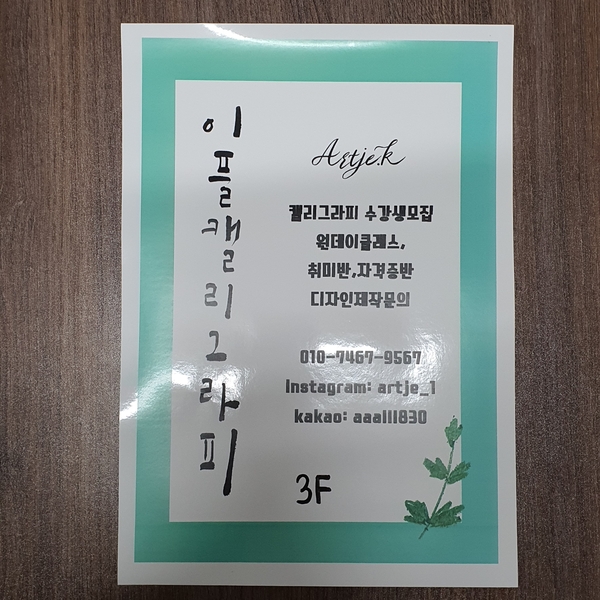 이플캘리그라피
Artje.k
캘리그라피 수강생모집
원데이클래스,
취미반,자격증반
디자인제작문의
010-7467-9567
Instagram: artje_1
kakao: aaalll830
3F